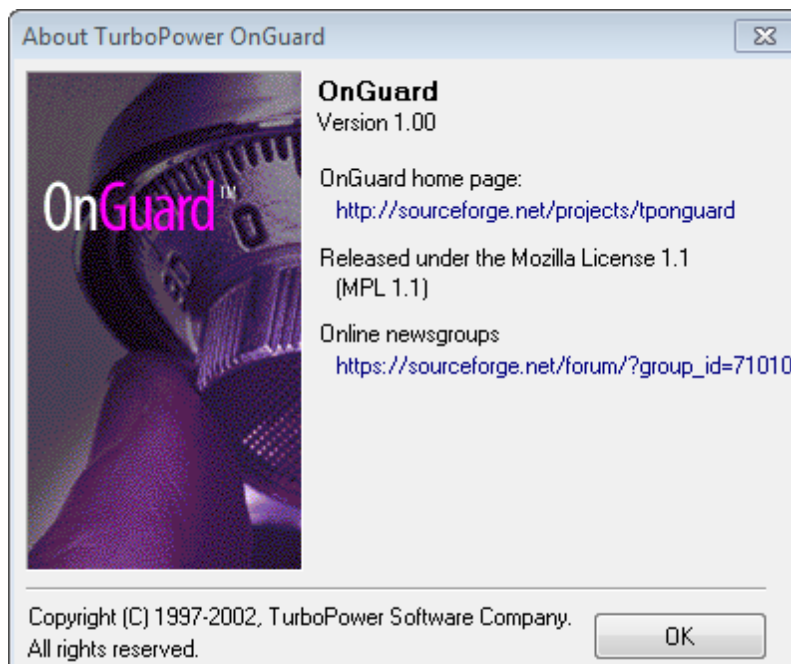 About TurboPower OnGuard
OnGuard™
OnGuard
Version 1.00
OnGuard home page:
http://sourceforge.net/projects/tponguard
Released under the Mozilla License 1.1
(MPL 1.1)
Online newsgroups
https://sourceforge.net/forum/?group_id=71010
Copyright (C) 1997-2002, TurboPower Software Company.
All rights reserved.
OK